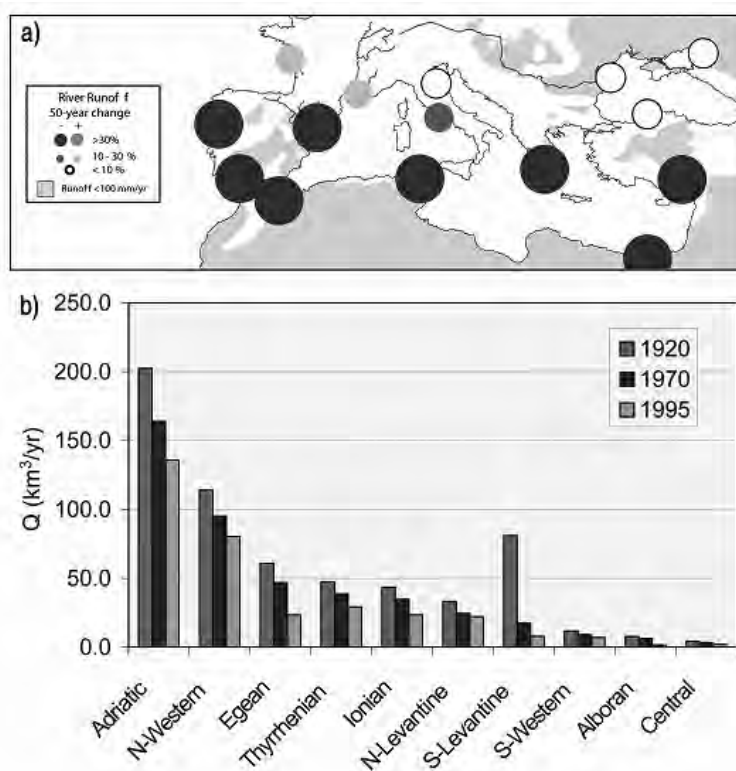 a)
River Runof f
50-year change
- +
>30%
10 - 30 %
< 10 %
Runoff <100 mm/yr
b)
250.0
200.0
150.0
100.0
50.0
0.0
Q (km³/yr)
1920
1970
1995
Adriatic
N-Western
Egean
Thyrrhenian
Ionian
N-Levantine
S-Levantine
S-Western
Alboran
Central